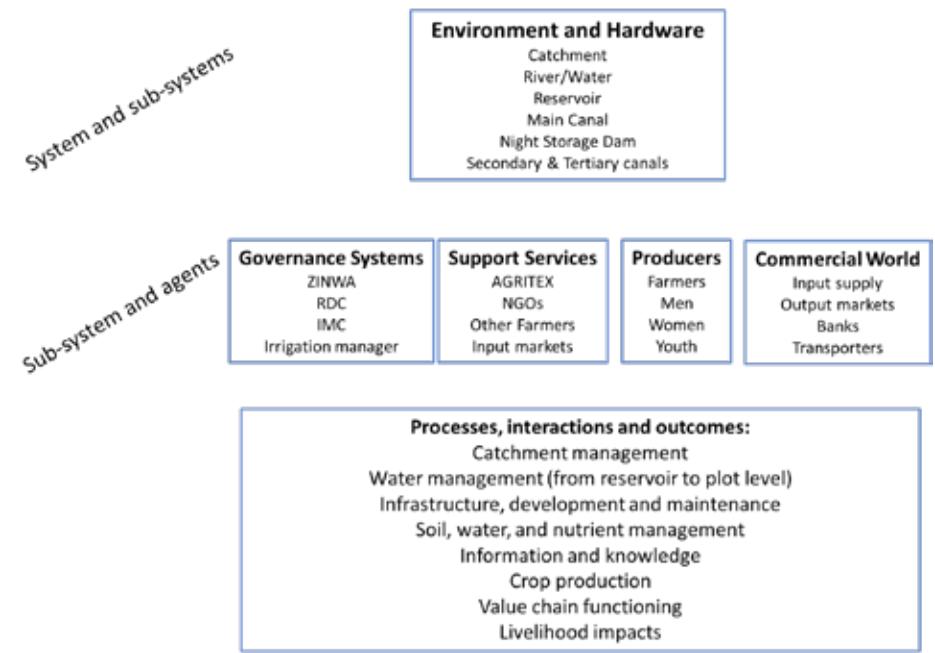 System and sub-systems
Environment and Hardware
Catchment
River/Water
Reservoir
Main Canal
Night Storage Dam
Secondary & Tertiary canals
Sub-system and agents
Governance Systems
ZINWA
RDC
IMC
Irrigation manager
Support Services
AGRITEX
NGOs
Other Farmers
Input markets
Producers
Farmers
Men
Women
Youth
Commercial World
Input supply
Output markets
Banks
Transporters
Processes, interactions and outcomes:
Catchment management
Water management (from reservoir to plot level)
Infrastructure, development and maintenance
Soil, water, and nutrient management
Information and knowledge
Crop production
Value chain functioning
Livelihood impacts